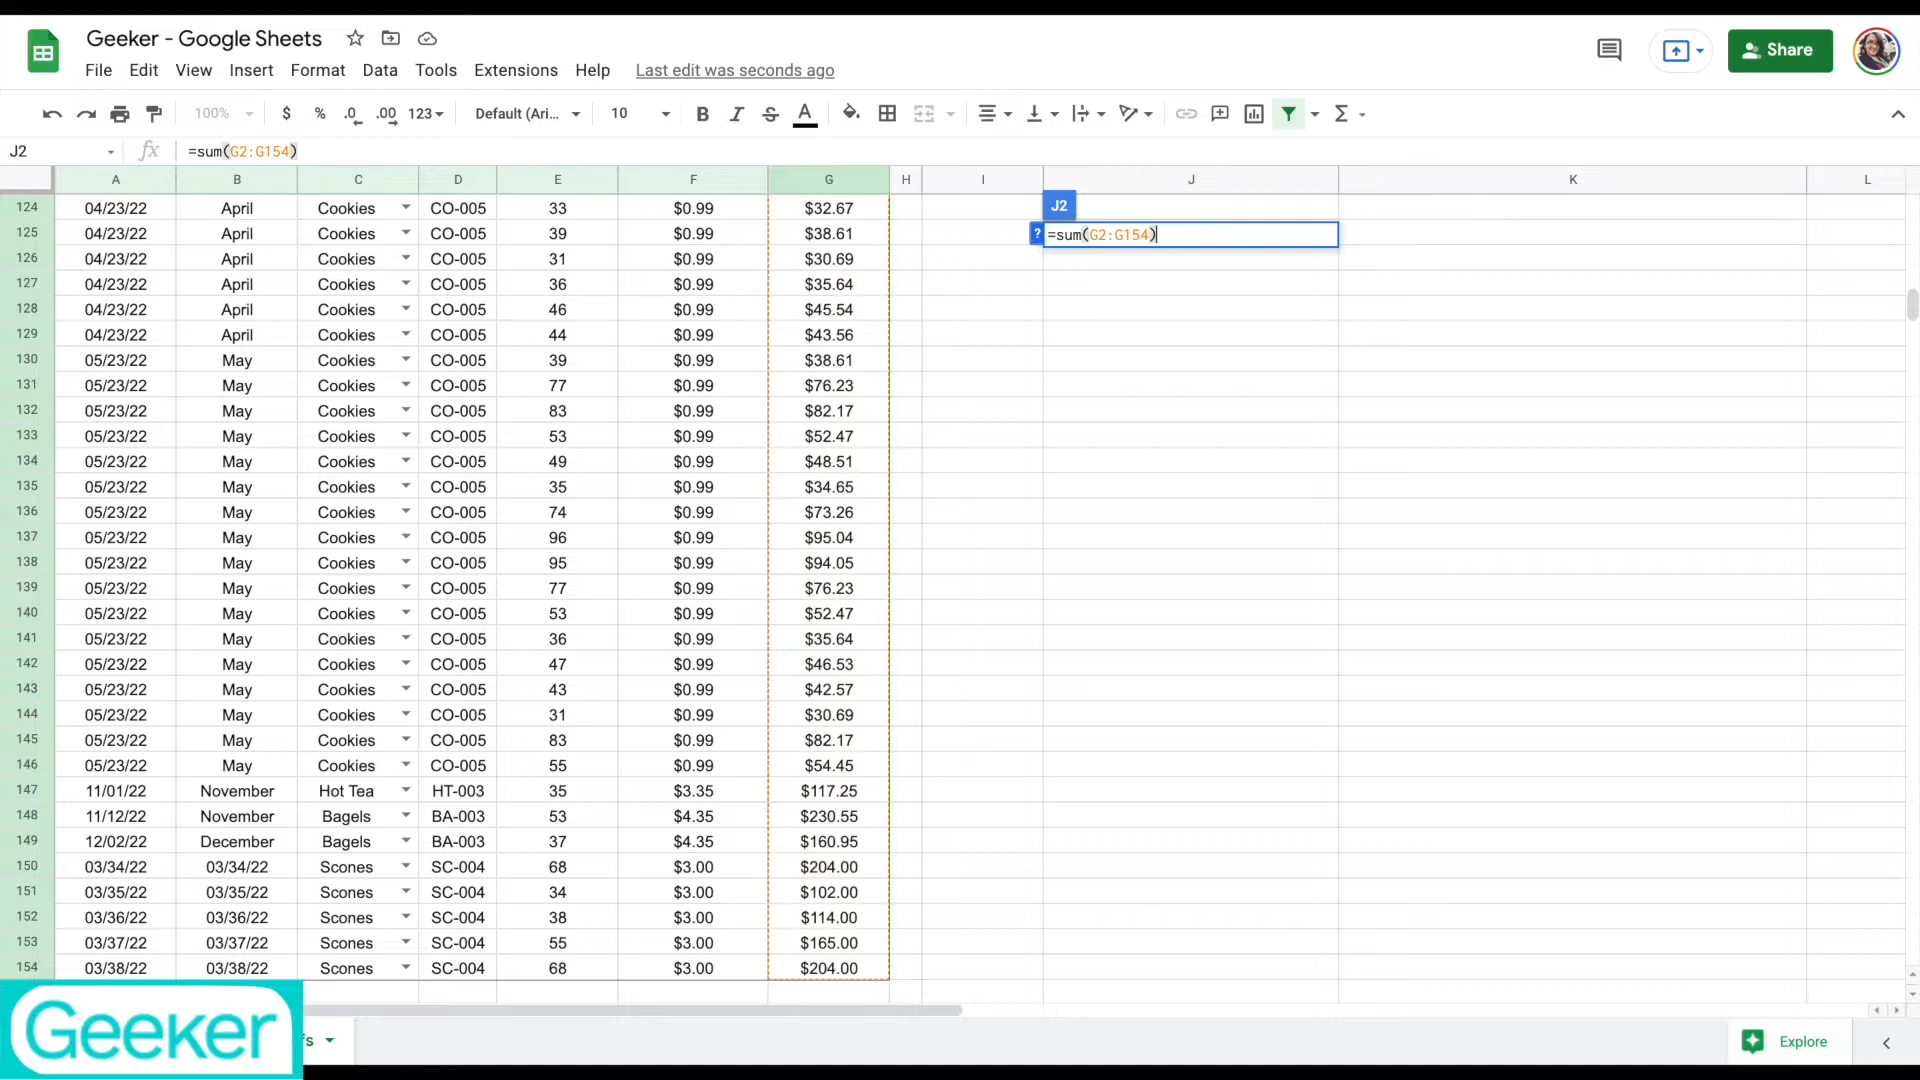 Geeker - Google Sheets
File Edit View Insert Format Data Tools Extensions Help Last edit was seconds ago
Share
100% $ % .0 .00 123 Default (Ari... 10 B I S A Σ
J2 fx =sum(G2:G154)
A B C D E F G H I J K L
124 04/23/22 April Cookies CO-005 33 $0.99 $32.67 J2
125 04/23/22 April Cookies CO-005 39 $0.99 $38.61 ? =sum(G2:G154)
126 04/23/22 April Cookies CO-005 31 $0.99 $30.69
127 04/23/22 April Cookies CO-005 36 $0.99 $35.64
128 04/23/22 April Cookies CO-005 46 $0.99 $45.54
129 04/23/22 April Cookies CO-005 44 $0.99 $43.56
130 05/23/22 May Cookies CO-005 39 $0.99 $38.61
131 05/23/22 May Cookies CO-005 77 $0.99 $76.23
132 05/23/22 May Cookies CO-005 83 $0.99 $82.17
133 05/23/22 May Cookies CO-005 53 $0.99 $52.47
134 05/23/22 May Cookies CO-005 49 $0.99 $48.51
135 05/23/22 May Cookies CO-005 35 $0.99 $34.65
136 05/23/22 May Cookies CO-005 74 $0.99 $73.26
137 05/23/22 May Cookies CO-005 96 $0.99 $95.04
138 05/23/22 May Cookies CO-005 95 $0.99 $94.05
139 05/23/22 May Cookies CO-005 77 $0.99 $76.23
140 05/23/22 May Cookies CO-005 53 $0.99 $52.47
141 05/23/22 May Cookies CO-005 36 $0.99 $35.64
142 05/23/22 May Cookies CO-005 47 $0.99 $46.53
143 05/23/22 May Cookies CO-005 43 $0.99 $42.57
144 05/23/22 May Cookies CO-005 31 $0.99 $30.69
145 05/23/22 May Cookies CO-005 83 $0.99 $82.17
146 05/23/22 May Cookies CO-005 55 $0.99 $54.45
147 11/01/22 November Hot Tea HT-003 35 $3.35 $117.25
148 11/12/22 November Bagels BA-003 53 $4.35 $230.55
149 12/02/22 December Bagels BA-003 37 $4.35 $160.95
150 03/34/22 03/34/22 Scones SC-004 68 $3.00 $204.00
151 03/35/22 03/35/22 Scones SC-004 34 $3.00 $102.00
152 03/36/22 03/36/22 Scones SC-004 38 $3.00 $114.00
153 03/37/22 03/37/22 Scones SC-004 55 $3.00 $165.00
154 03/38/22 03/38/22 Scones SC-004 68 $3.00 $204.00
Geeker
Explore